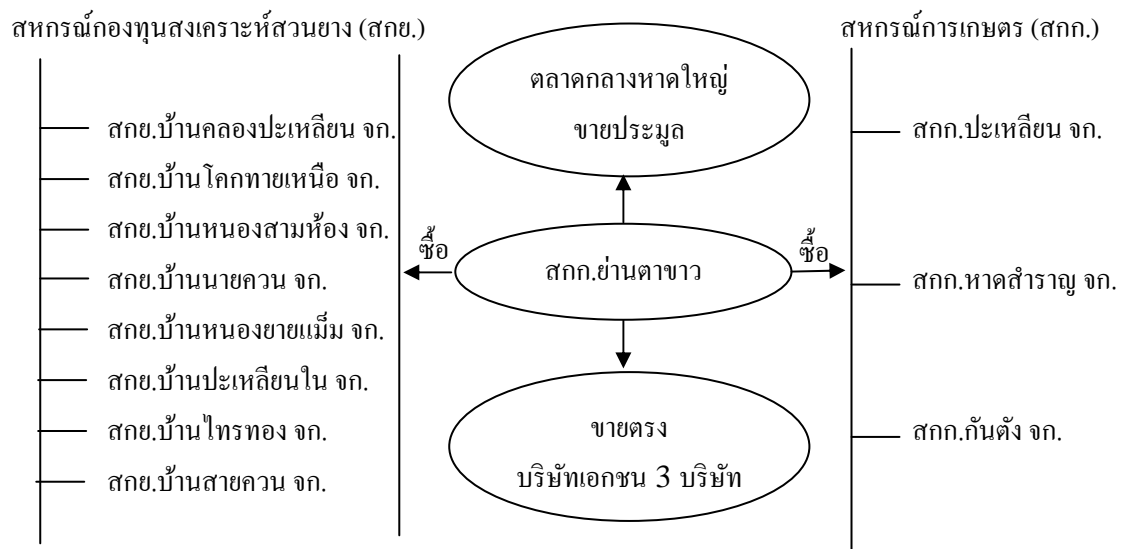 สหกรณ์กองทุนสงเคราะห์สวนยาง (สกย.)
สกย.บ้านคลองปะเหลียน จก.
สกย.บ้านโคกทายเหนือ จก.
สกย.บ้านหนองสามห้อง จก.
สกย.บ้านนายควน จก.
สกย.บ้านหนองยายแม็ม จก.
สกย.บ้านปะเหลียนใน จก.
สกย.บ้านไทรทอง จก.
สกย.บ้านสายควน จก.
ตลาดกลางหาดใหญ่
ขายประมูล
ซื้อ
สกก.ย่านตาขาว
ซื้อ
ขายตรง
บริษัทเอกชน 3 บริษัท
สหกรณ์การเกษตร (สกก.)
สกก.ปะเหลียน จก.
สกก.หาดสำราญ จก.
สกก.กันตัง จก.